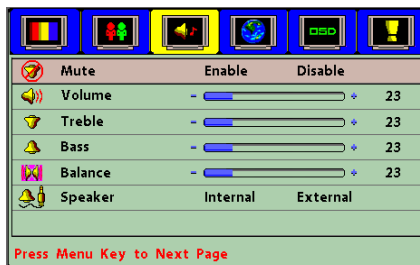 OSD
Mute Enable Disable
Volume - + 23
Treble - + 23
Bass - + 23
Balance - + 23
Speaker Internal External
Press Menu Key to Next Page